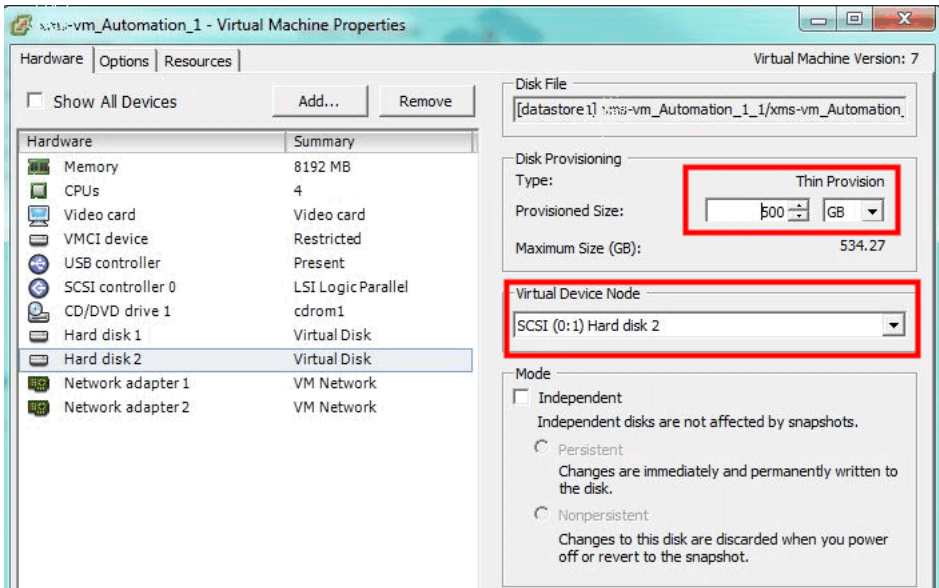 -vm_Automation_1 - Virtual Machine Properties
Hardware Options Resources
Virtual Machine Version: 7
Show All Devices Add... Remove
Hardware Summary
Memory 8192 MB
CPUs 4
Video card Video card
VMCI device Restricted
USB controller Present
SCSI controller 0 LSI Logic Parallel
CD/DVD drive 1 cdrom1
Hard disk 1 Virtual Disk
Hard disk 2 Virtual Disk
Network adapter 1 VM Network
Network adapter 2 VM Network
Disk File
[datastore1] xms-vm_Automation_1_1/xms-vm_Automation_
Disk Provisioning
Type: Thin Provision
Provisioned Size: 500 GB
Maximum Size (GB): 534.27
Virtual Device Node
SCSI (0:1) Hard disk 2
Mode
Independent
Independent disks are not affected by snapshots.
Persistent
Changes are immediately and permanently written to
the disk.
Nonpersistent
Changes to this disk are discarded when you power
off or revert to the snapshot.